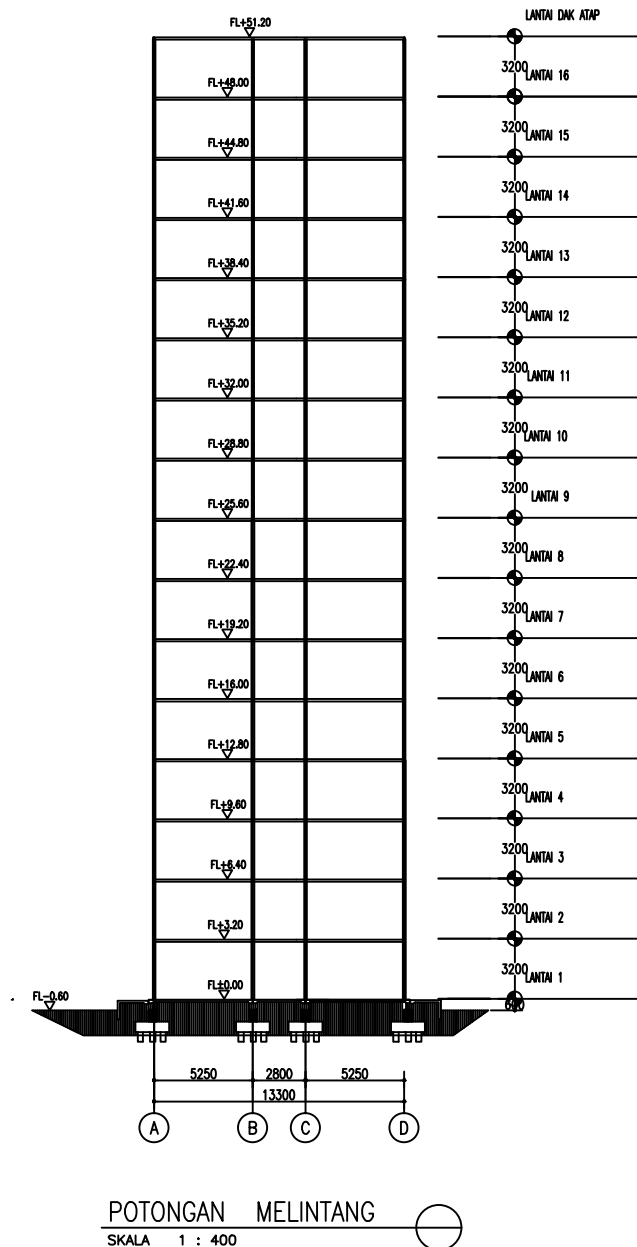 FL+51.20
LANTAI DAK ATAP
3200
FL+48.00
LANTAI 16
3200
FL+44.80
LANTAI 15
3200
FL+41.60
LANTAI 14
3200
FL+38.40
LANTAI 13
3200
FL+35.20
LANTAI 12
3200
FL+32.00
LANTAI 11
3200
FL+28.80
LANTAI 10
3200
FL+25.60
LANTAI 9
3200
FL+22.40
LANTAI 8
3200
FL+19.20
LANTAI 7
3200
FL+16.00
LANTAI 6
3200
FL+12.80
LANTAI 5
3200
FL+9.60
LANTAI 4
3200
FL+6.40
LANTAI 3
3200
FL+3.20
LANTAI 2
3200
FL±0.00
LANTAI 1
FL-0.60
600
5250 2800 5250
13300
A B C D
POTONGAN MELINTANG
SKALA 1 : 400